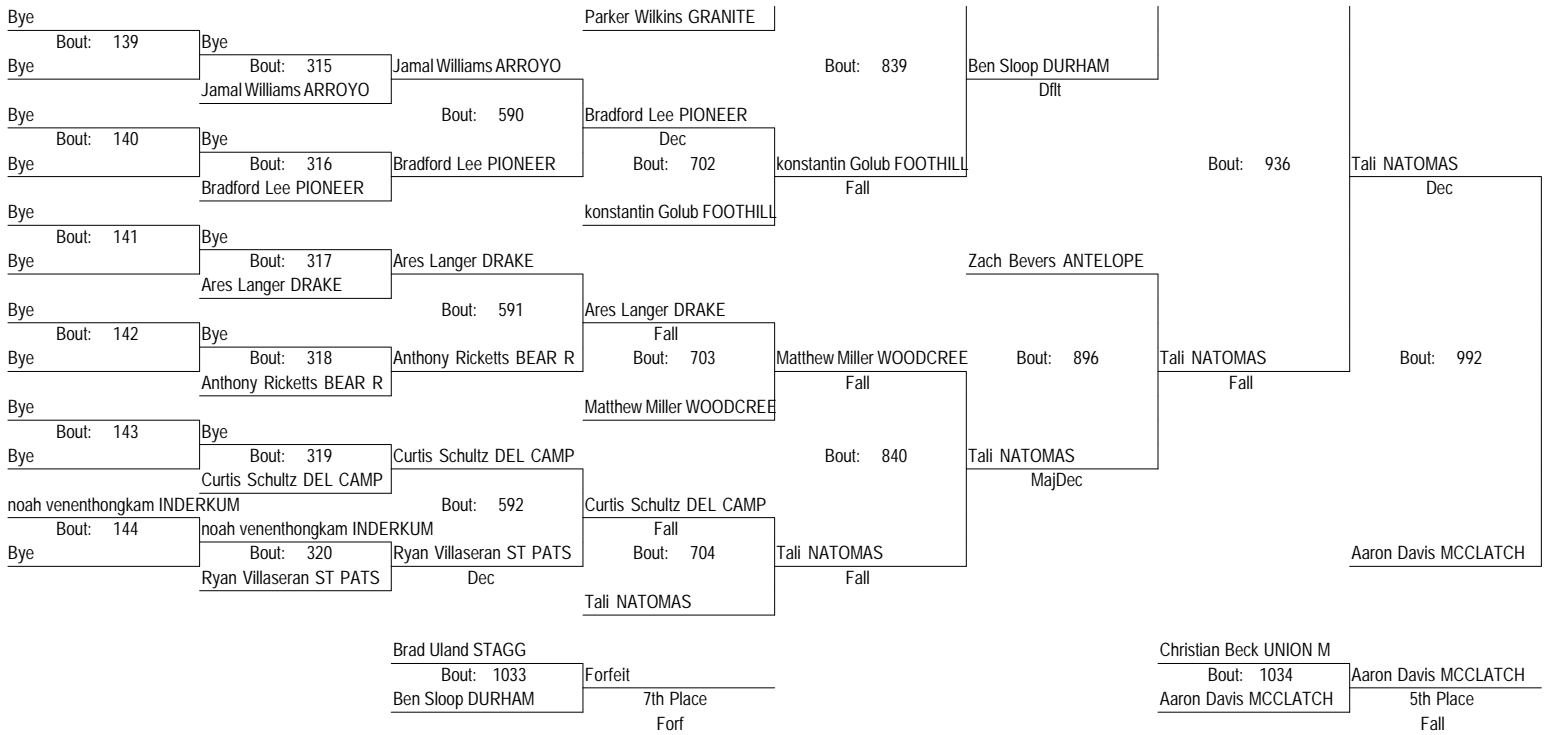 Bye Parker Wilkins GRANITE
Bout: 139 Bye
Bye Bout: 315 Jamal Williams ARROYO Bout: 839 Ben Sloop DURHAM
Jamal Williams ARROYO Dflt
Bye Bout: 590 Bradford Lee PIONEER
Bout: 140 Bye Dec
Bye Bout: 316 Bradford Lee PIONEER Bout: 702 konstantin Golub FOOTHILL Bout: 936 Tali NATOMAS
Bradford Lee PIONEER Fall Dec
Bye konstantin Golub FOOTHILL
Bout: 141 Bye
Bye Bout: 317 Ares Langer DRAKE Zach Bevers ANTELOPE
Ares Langer DRAKE
Bye Bout: 591 Ares Langer DRAKE
Bout: 142 Bye Fall
Bye Bout: 318 Anthony Ricketts BEAR R Bout: 703 Matthew Miller WOODCREE Bout: 896 Tali NATOMAS Bout: 992
Anthony Ricketts BEAR R Fall Fall
Bye Matthew Miller WOODCREE
Bout: 143 Bye
Bye Bout: 319 Curtis Schultz DEL CAMP Bout: 840 Tali NATOMAS
Curtis Schultz DEL CAMP MajDec
noah venenthongkam INDERKUM Bout: 592 Curtis Schultz DEL CAMP
Bout: 144 noah venenthongkam INDERKUM Fall
Bye Bout: 320 Ryan Villaseran ST PATS Bout: 704 Tali NATOMAS Aaron Davis MCCLATCH
Ryan Villaseran ST PATS Dec Fall
Tali NATOMAS
Brad Uland STAGG Christian Beck UNION M
Bout: 1033 Forfeit Bout: 1034 Aaron Davis MCCLATCH
Ben Sloop DURHAM 7th Place Aaron Davis MCCLATCH 5th Place
Forf Fall